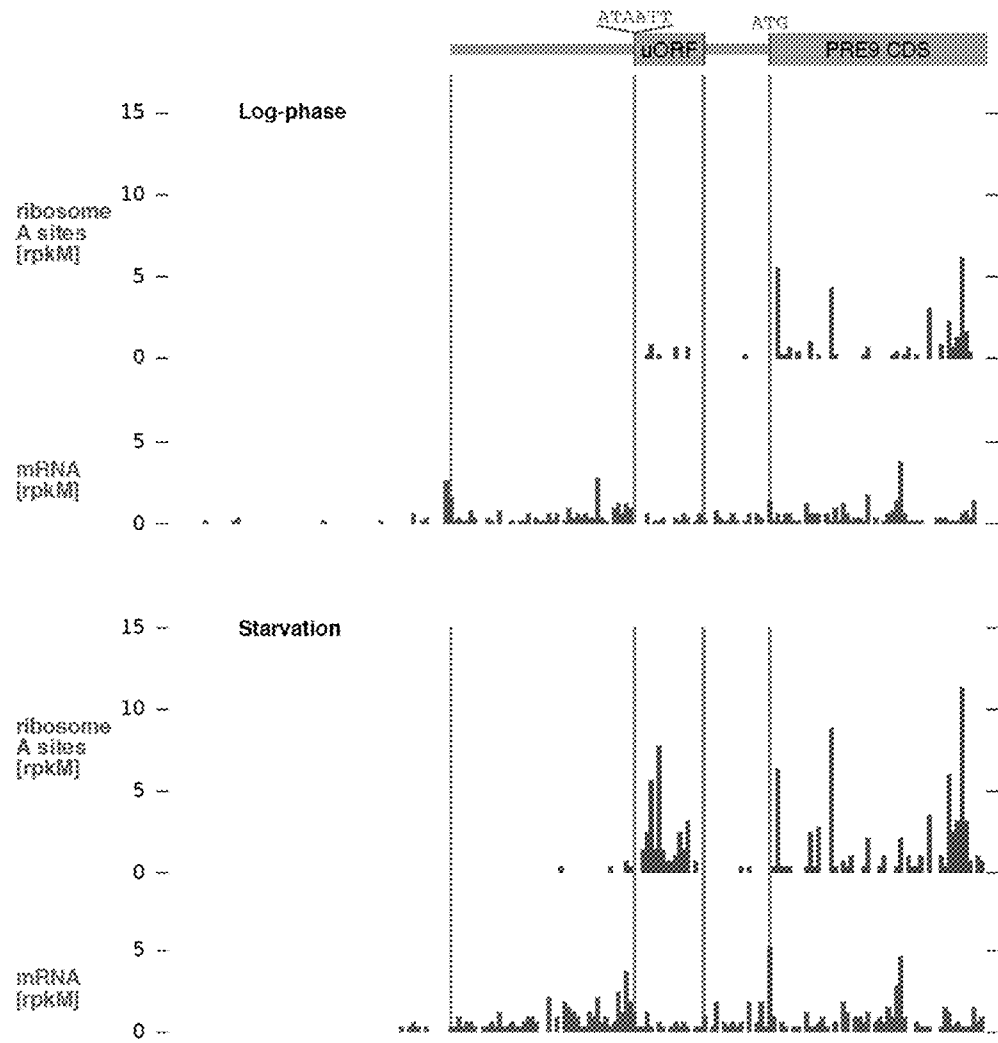 ATAATT ATG
uORF PRE9 CDS
Log-phase
15
10
ribosome
A sites
[rpkM]
5
0
5
mRNA
[rpkM]
0
Starvation
15
10
ribosome
A sites
[rpkM]
5
0
5
mRNA
[rpkM]
0